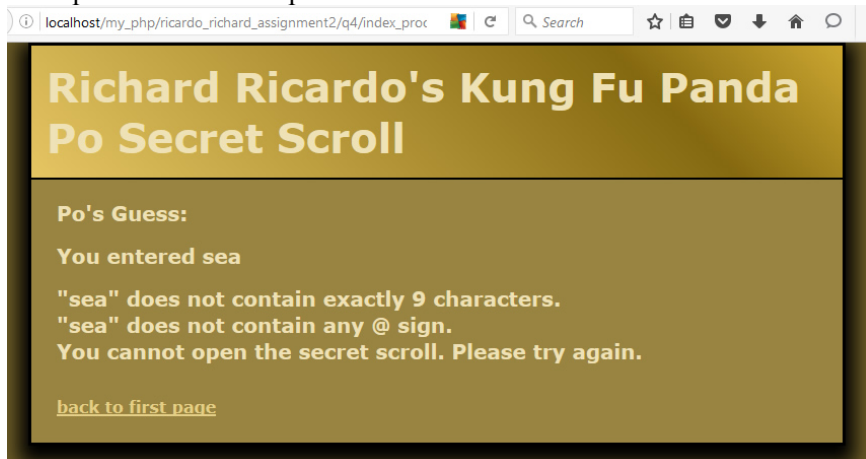 localhost/my_php/ricardo_richard_assignment2/q4/index_proc
Search
Richard Ricardo's Kung Fu Panda
Po Secret Scroll
Po's Guess:
You entered sea
"sea" does not contain exactly 9 characters.
"sea" does not contain any @ sign.
You cannot open the secret scroll. Please try again.
back to first page